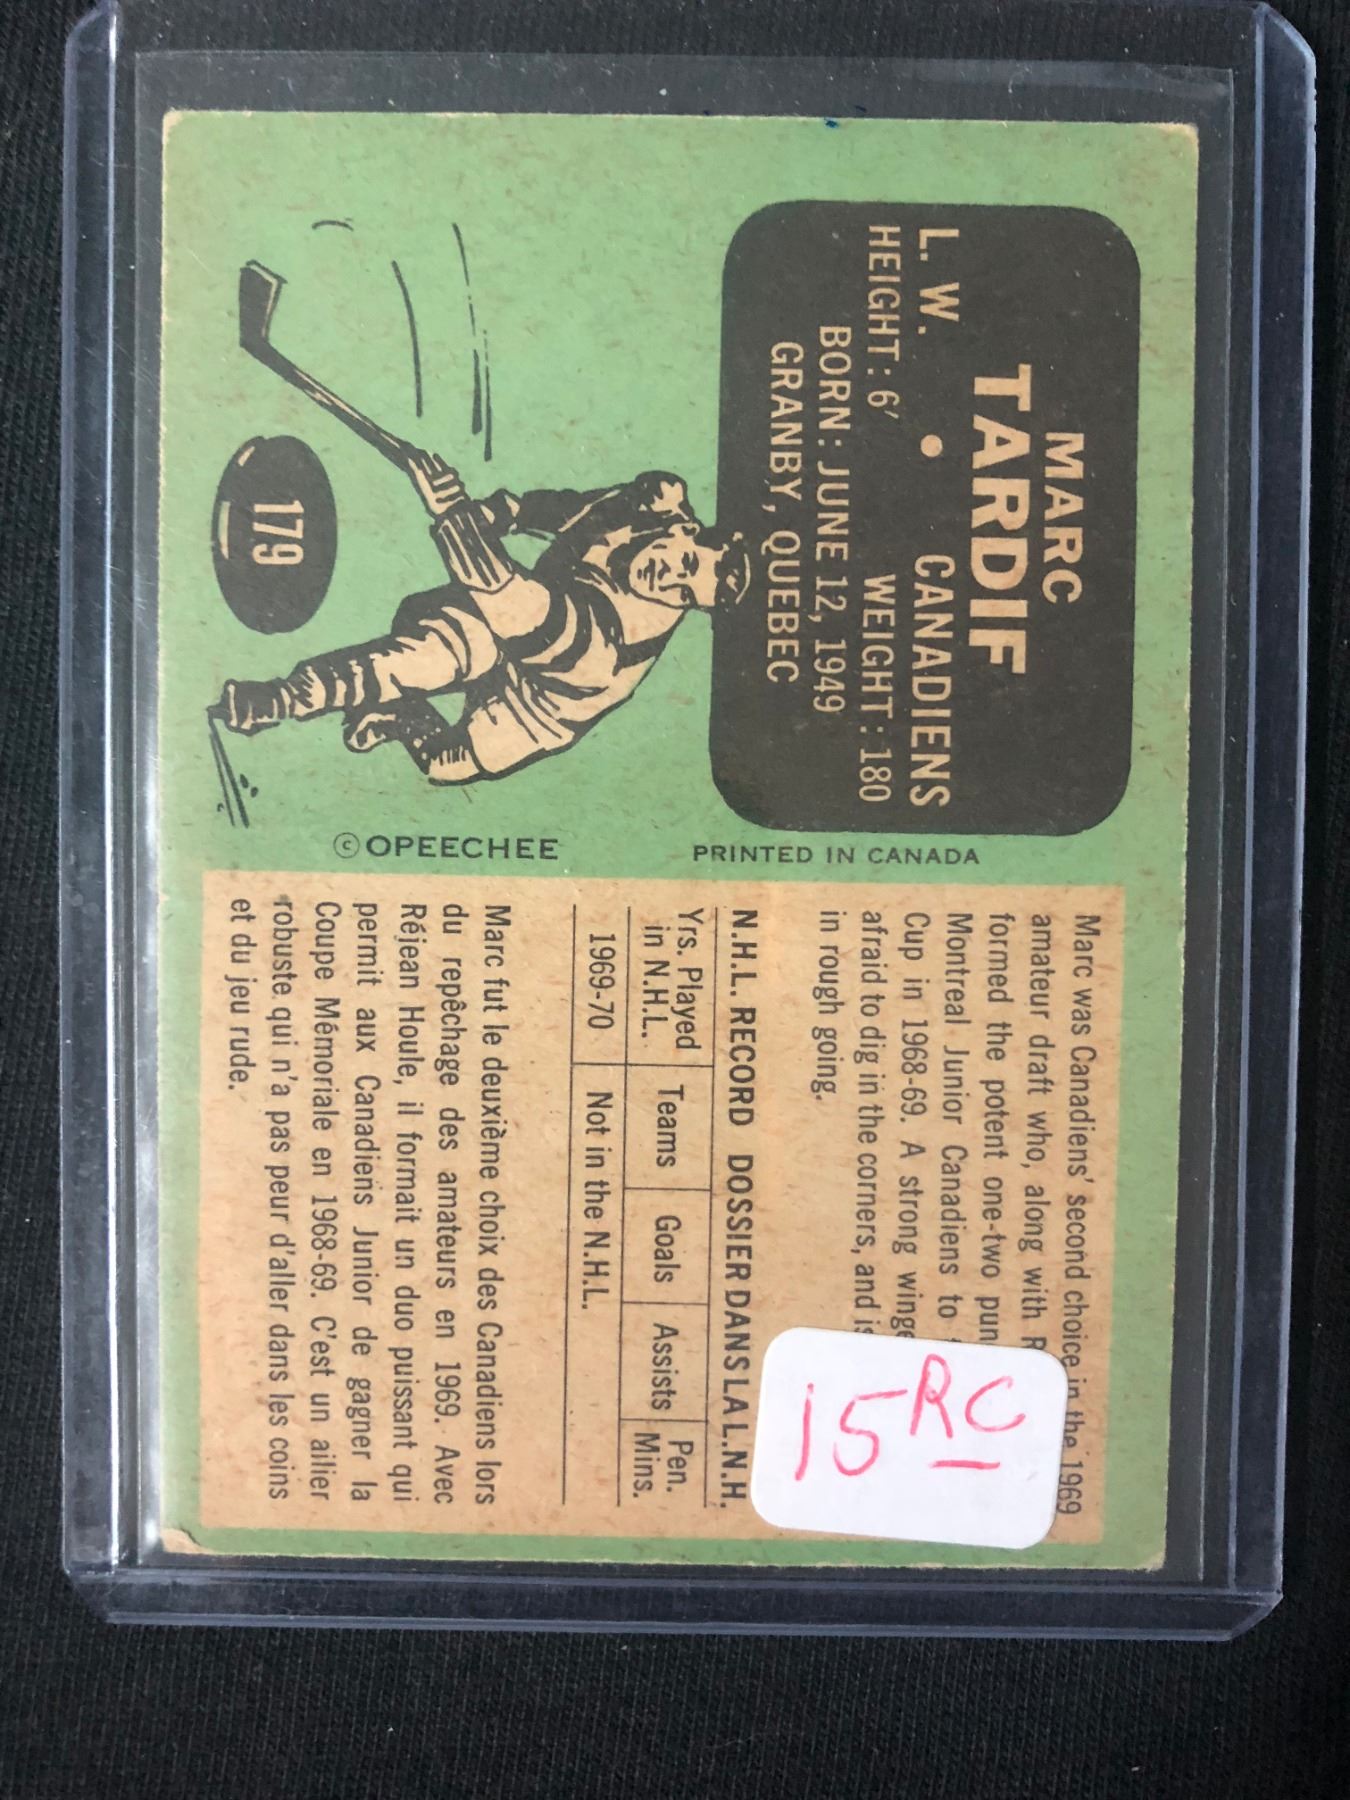 MARC
TARDIF
L. W. • CANADIENS
HEIGHT: 6' WEIGHT: 180
BORN: JUNE 12, 1949
GRANBY, QUEBEC
179
© OPEECHEE
PRINTED IN CANADA
Marc was Canadiens' second choice in the 1969
amateur draft who, along with R
formed the potent one-two pun
Montreal Junior Canadiens to
Cup in 1968-69. A strong winge
afraid to dig in the corners, and is
in rough going.
15 RC
N.H.L. RECORD DOSSIER DANS LA L.N.H.
Yrs. Played in N.H.L. Teams Goals Assists Pen. Mins.
1969-70 Not in the N.H.L.
Marc fut le deuxième choix des Canadiens lors
du repêchage des amateurs en 1969. Avec
Réjean Houle, il formait un duo puissant qui
permit aux Canadiens Junior de gagner la
Coupe Mémoriale en 1968-69. C'est un ailier
robuste qui n'a pas peur d'aller dans les coins
et du jeu rude.